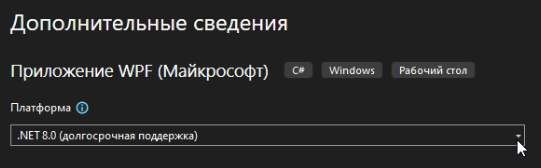 Дополнительные сведения
Приложение WPF (Майкрософт) C# Windows Рабочий стол
Платформа
.NET 8.0 (долгосрочная поддержка)